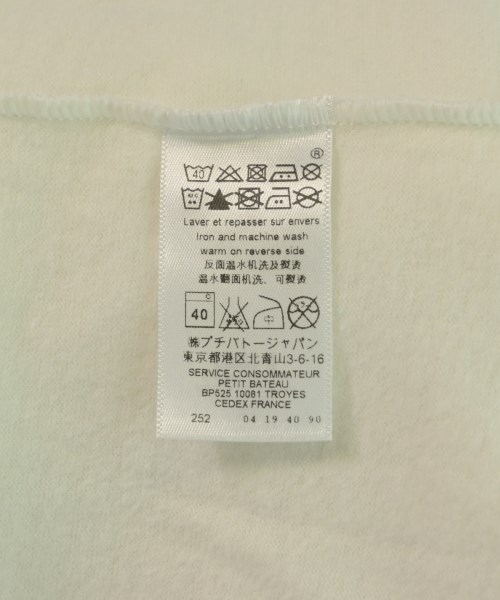 ®
40
Laver et repasser sur envers
Iron and machine wash
warm on reverse side
反面温水机洗及熨烫
温水翻面机洗、可熨烫
40 C 中
㈱プチバトージャパン
東京都港区北青山3-6-16
SERVICE CONSOMMATEUR
PETIT BATEAU
BP525 10081 TROYES
CEDEX FRANCE
252 04 19 40 90